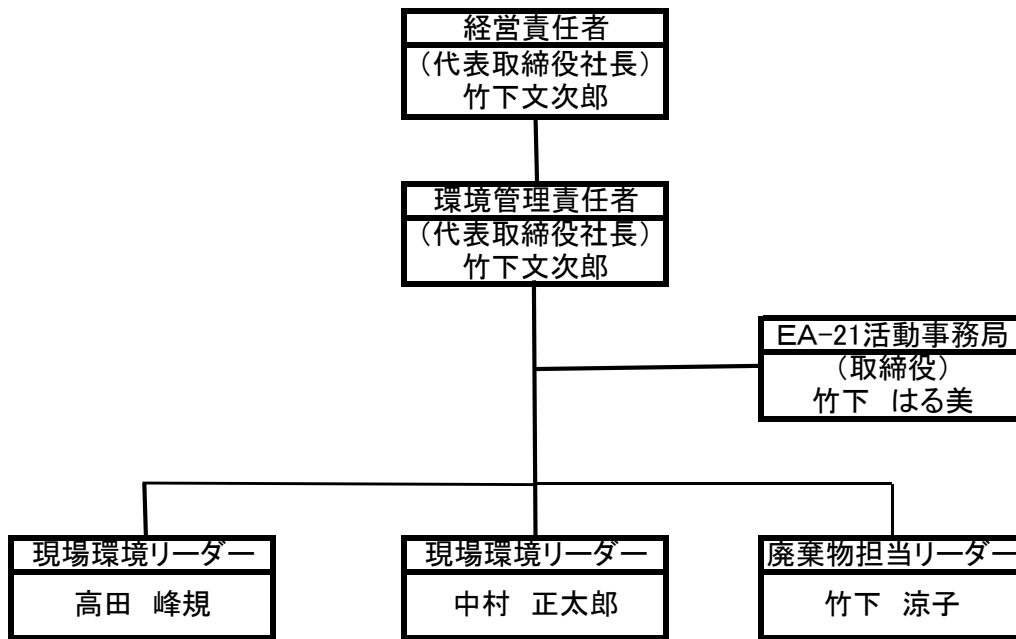 経営責任者
（代表取締役社長）
竹下文次郎
環境管理責任者
（代表取締役社長）
竹下文次郎
EA-21活動事務局
（取締役）
竹下　はる美
現場環境リーダー
高田　峰規
現場環境リーダー
中村　正太郎
廃棄物担当リーダー
竹下　涼子